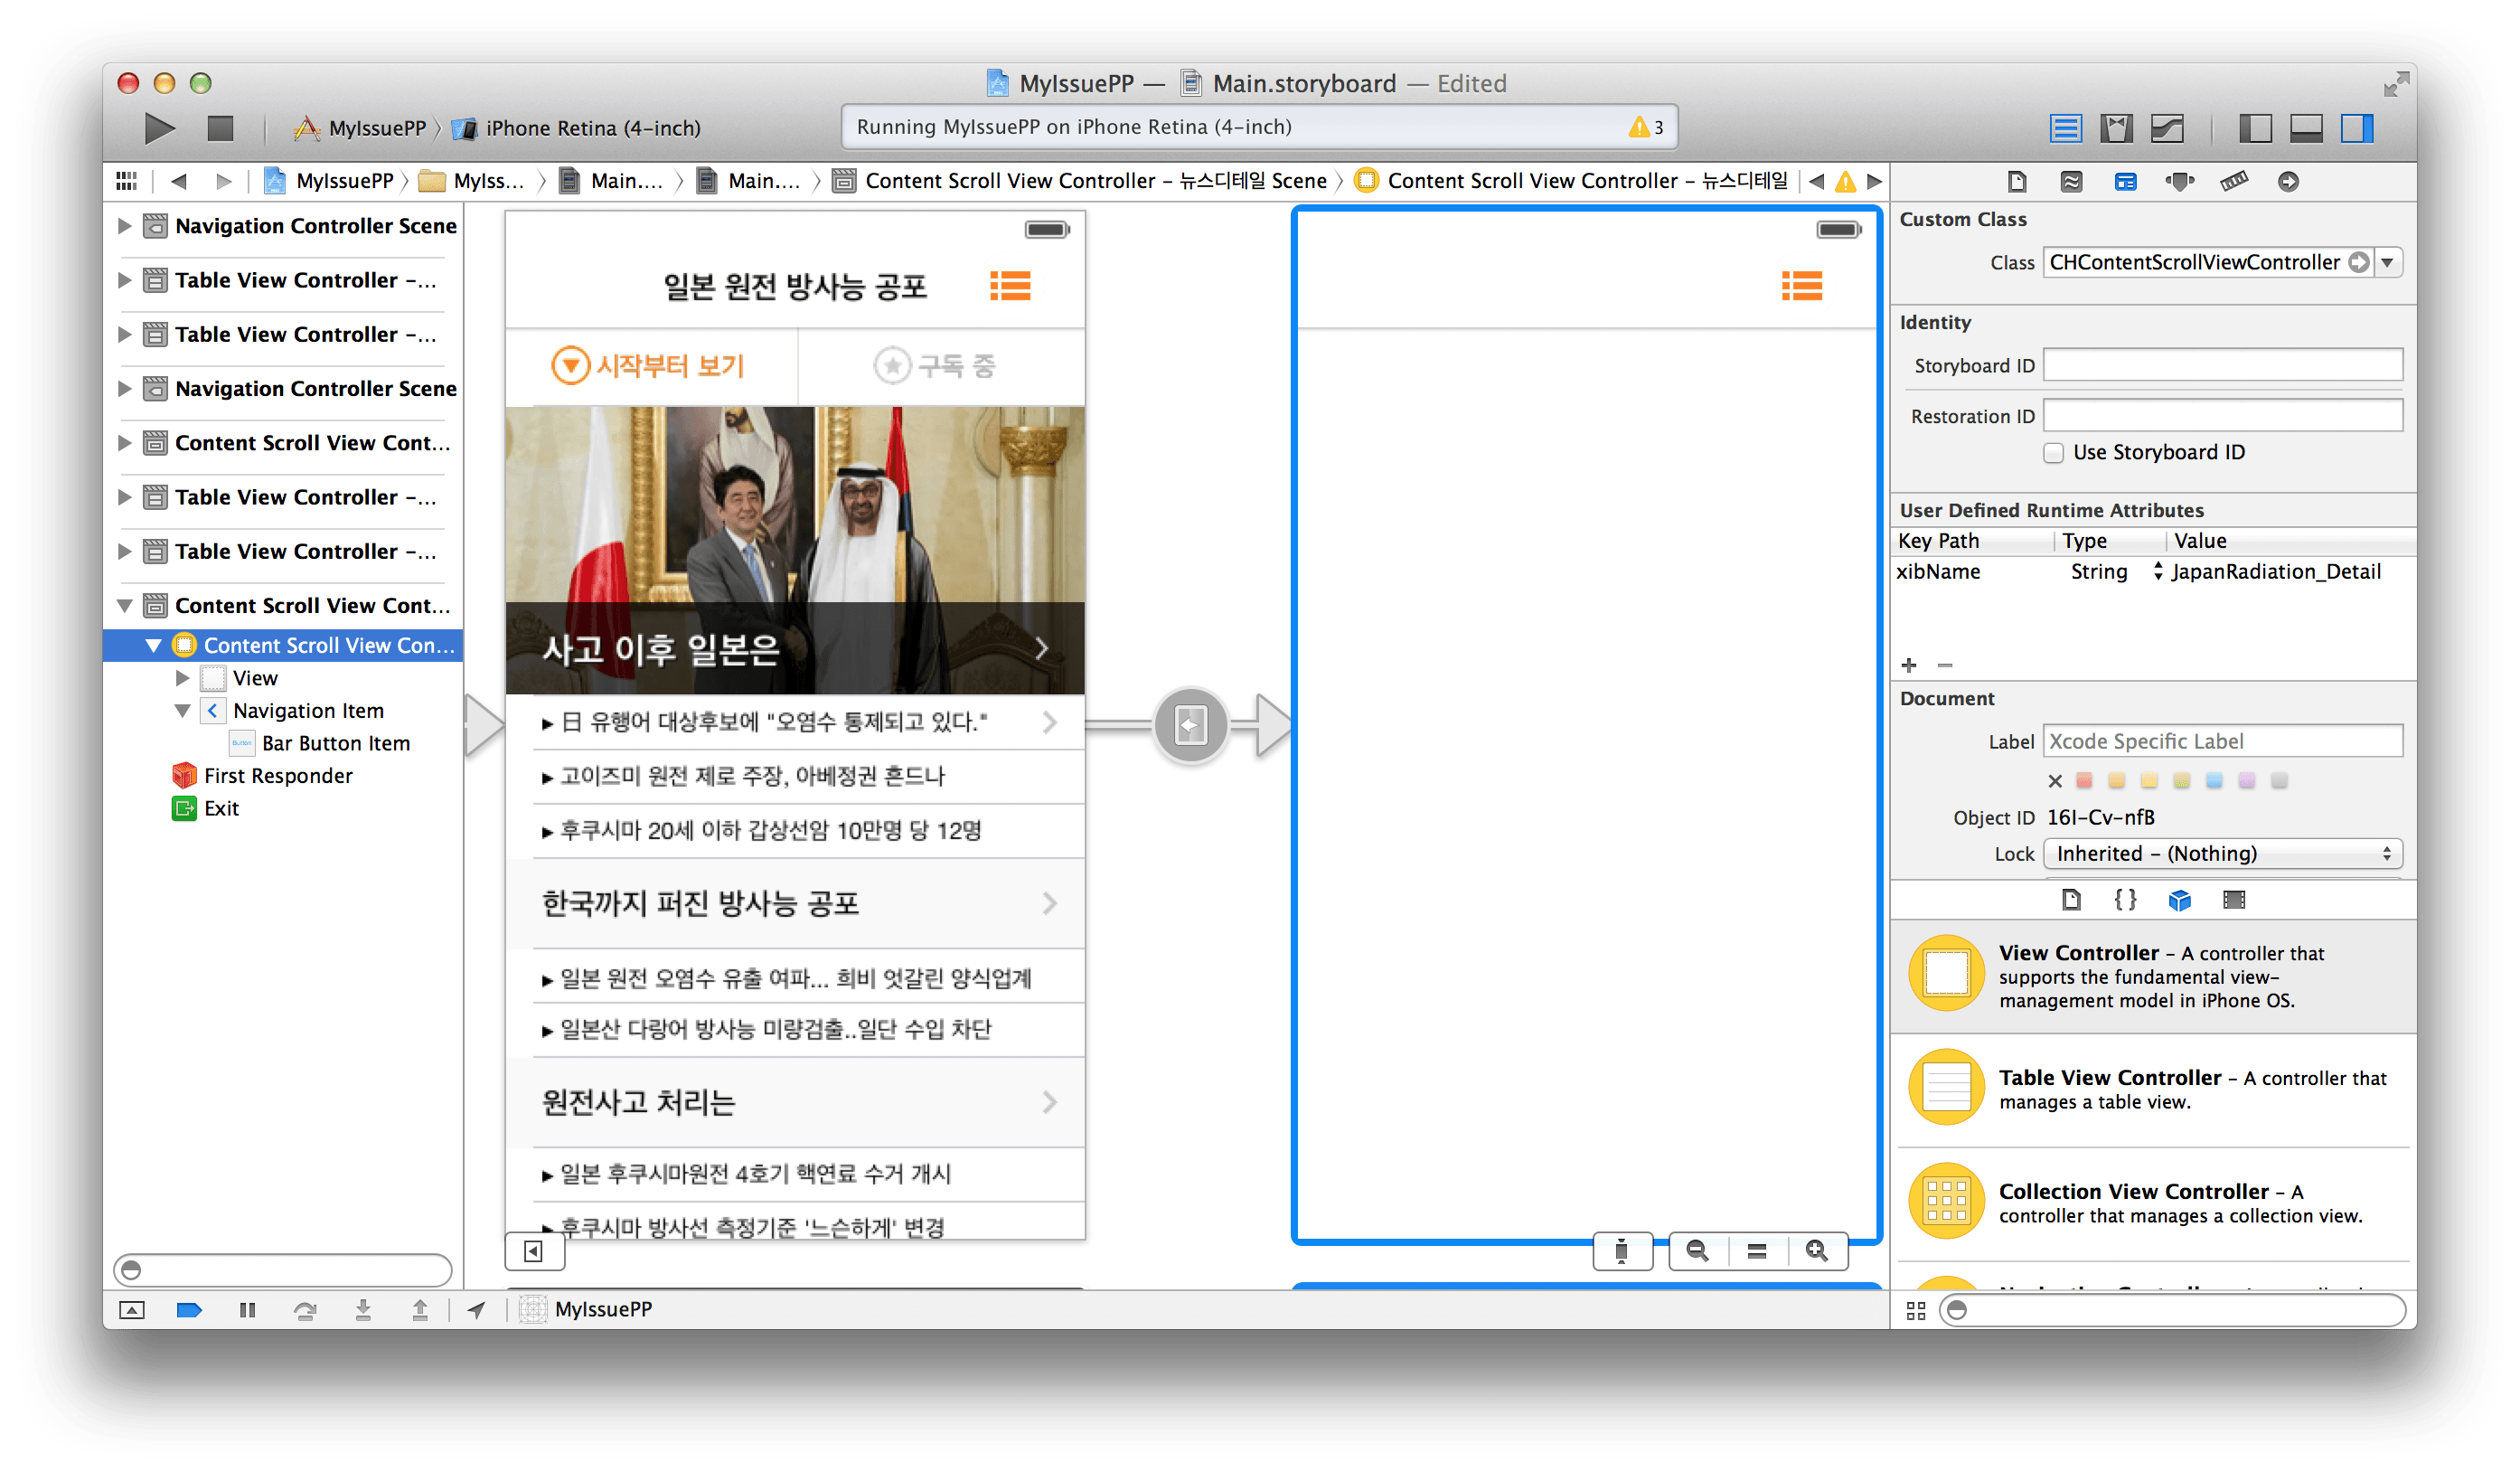 MyIssuePP — Main.storyboard — Edited
MyIssuePP iPhone Retina (4-inch)
Running MyIssuePP on iPhone Retina (4-inch) 3
MyIssuePP MyIss... Main.... Main.... Content Scroll View Controller – 뉴스디테일 Scene Content Scroll View Controller – 뉴스디테일
Navigation Controller Scene
Table View Controller –...
Table View Controller –...
Navigation Controller Scene
Content Scroll View Cont...
Table View Controller –...
Table View Controller –...
Content Scroll View Cont...
Content Scroll View Con...
View
Navigation Item
Button Bar Button Item
First Responder
Exit
일본 원전 방사능 공포
시작부터 보기 구독 중
사고 이후 일본은
▸ 日 유행어 대상후보에 "오염수 통제되고 있다."
▸ 고이즈미 원전 제로 주장, 아베정권 흔드나
▸ 후쿠시마 20세 이하 갑상선암 10만명 당 12명
한국까지 퍼진 방사능 공포
▸ 일본 원전 오염수 유출 여파... 희비 엇갈린 양식업계
▸ 일본산 다랑어 방사능 미량검출..일단 수입 차단
원전사고 처리는
▸ 일본 후쿠시마원전 4호기 핵연료 수거 개시
▸ 후쿠시마 방사선 측정기준 '느슨하게' 변경
Custom Class
Class CHContentScrollViewController
Identity
Storyboard ID
Restoration ID
Use Storyboard ID
User Defined Runtime Attributes
Key Path Type Value
xibName String JapanRadiation_Detail
+ −
Document
Label Xcode Specific Label
Object ID 16I-Cv-nfB
Lock Inherited – (Nothing)
View Controller – A controller that
supports the fundamental view-
management model in iPhone OS.
Table View Controller – A controller that
manages a table view.
Collection View Controller – A
controller that manages a collection view.
MyIssuePP